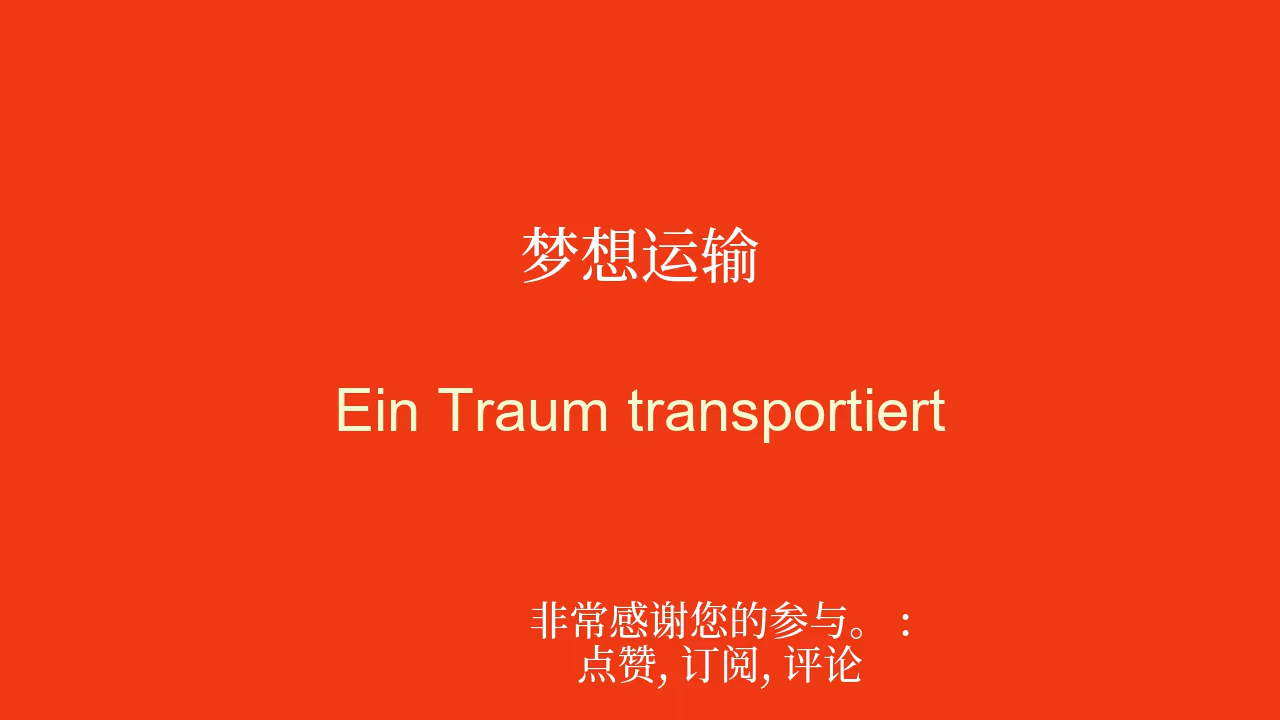 梦想运输
Ein Traum transportiert
非常感谢您的参与。 :
点赞, 订阅, 评论